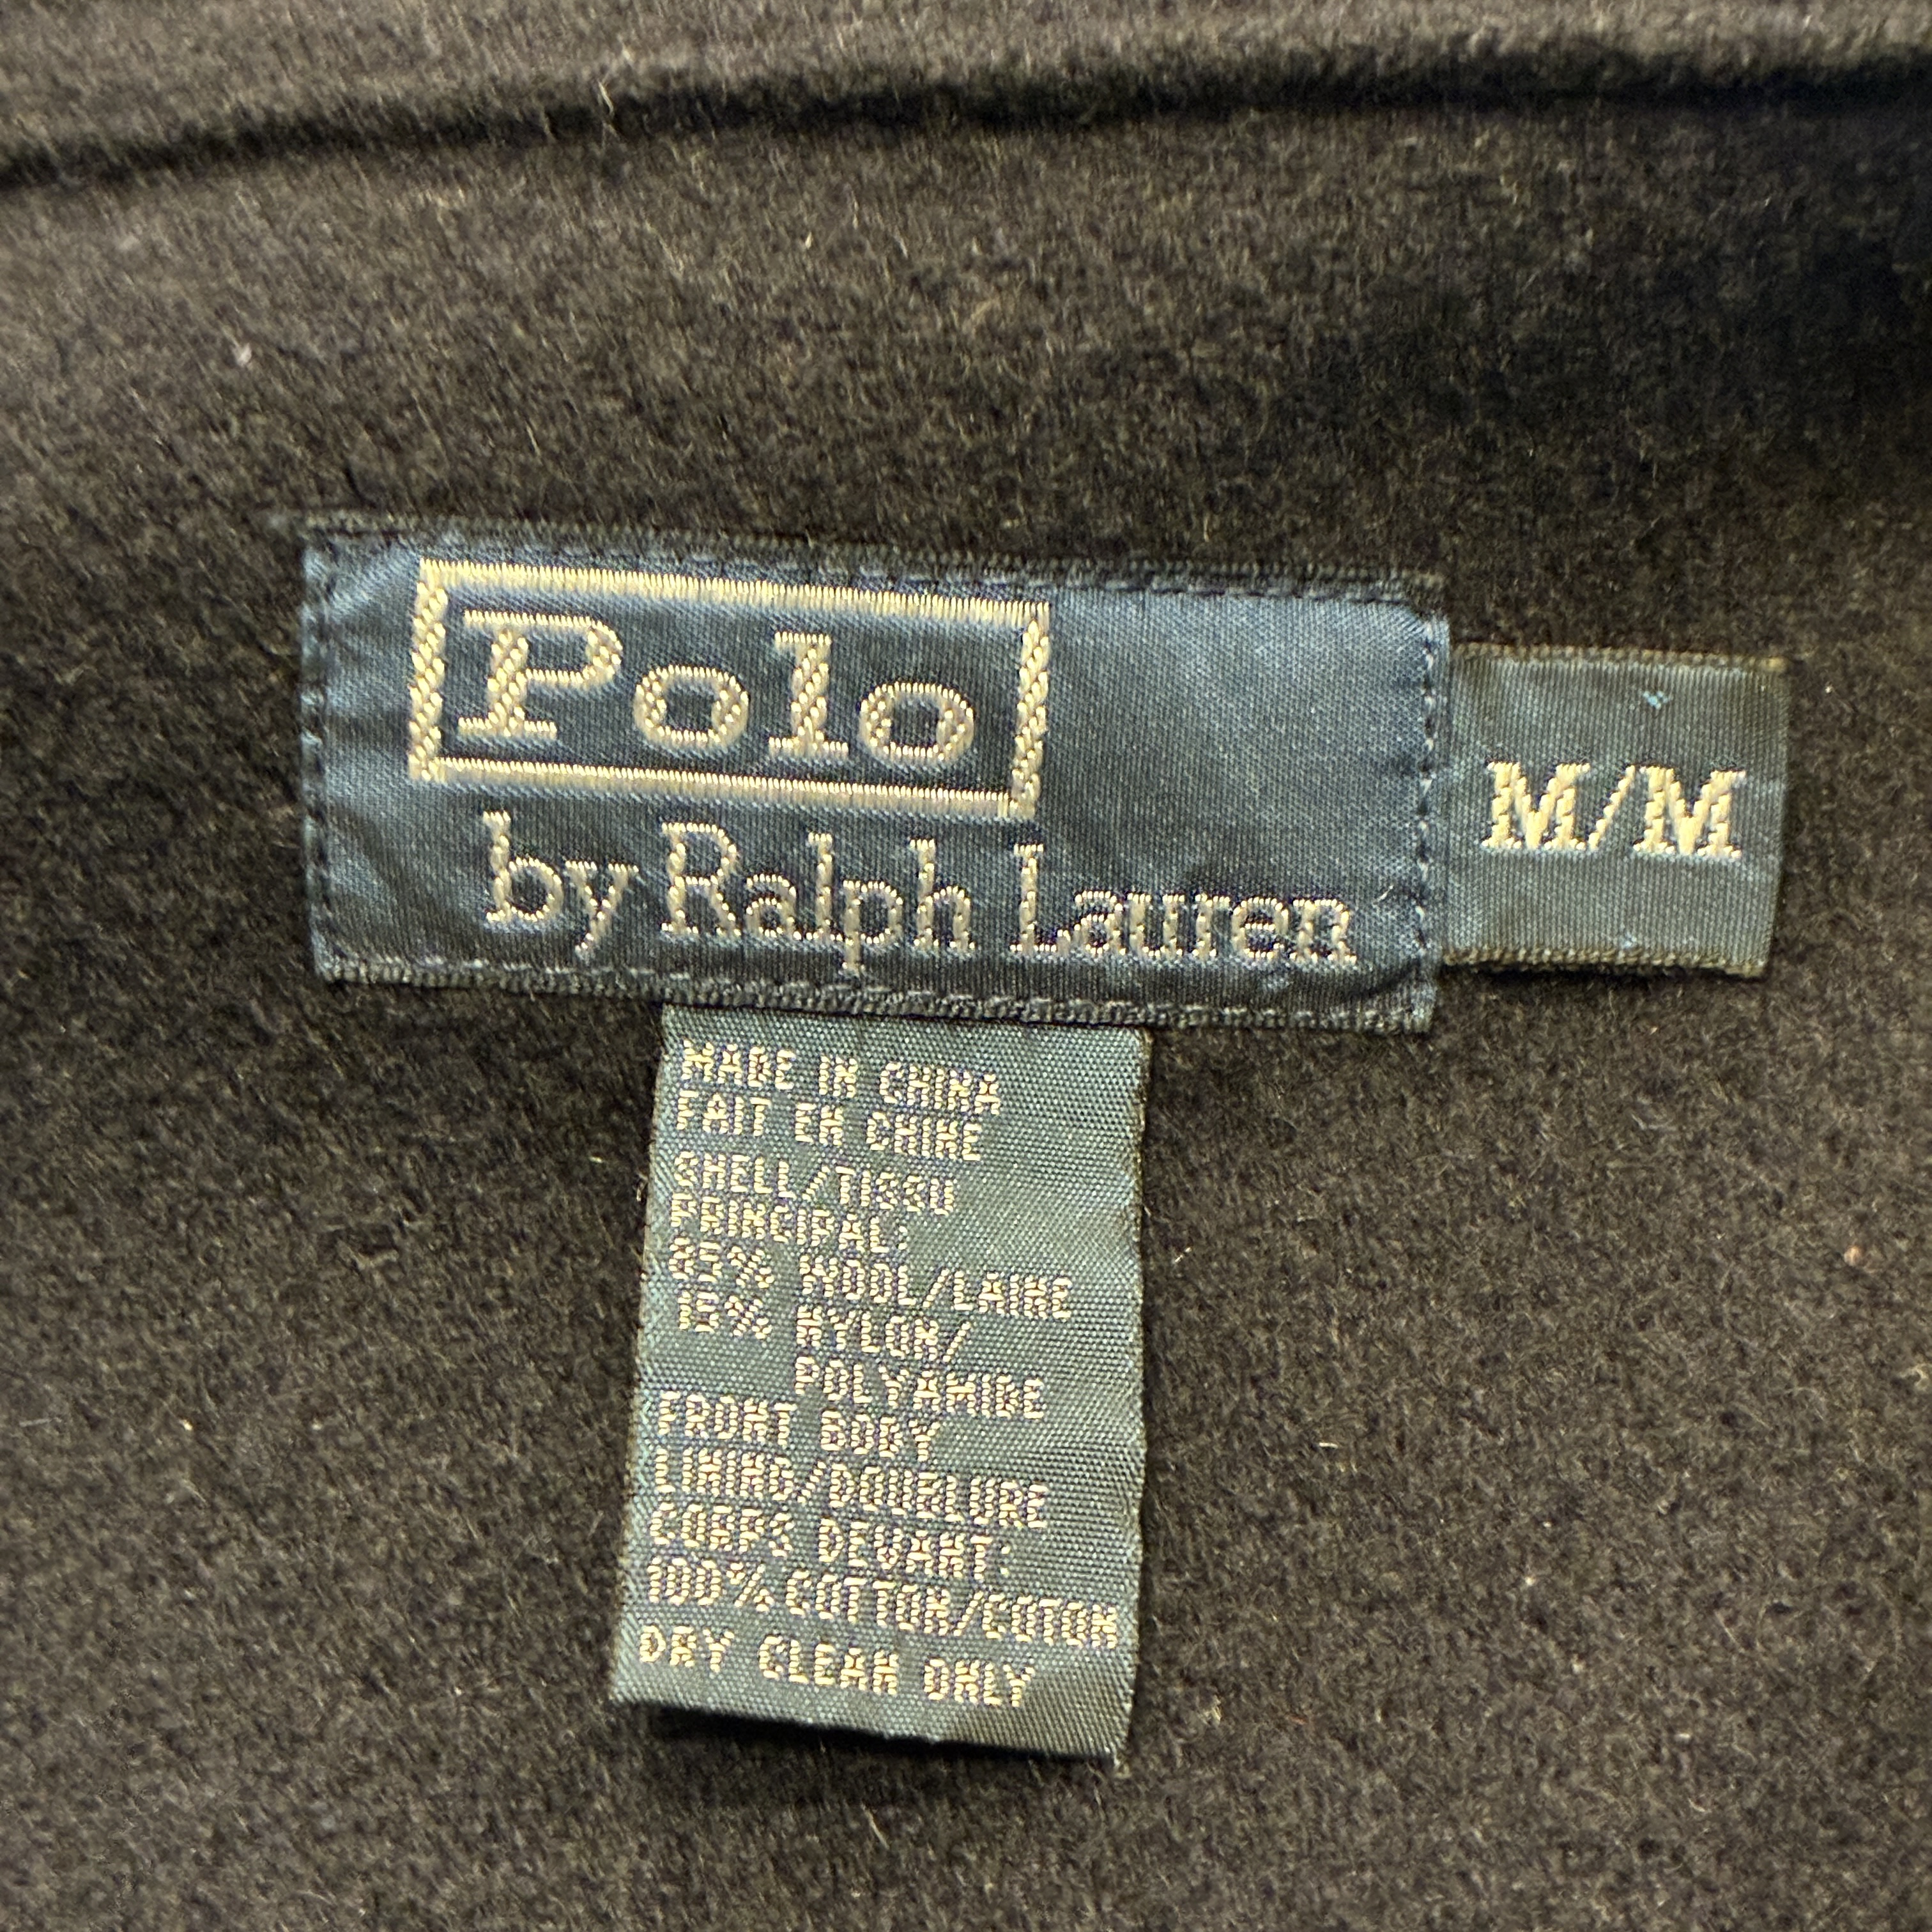 Polo
by Ralph Lauren
M/M
MADE IN CHINA
FAIT EN CHINE
SHELL/TISSU
PRINCIPAL:
85% WOOL/LAINE
15% NYLON/
POLYAMIDE
FRONT BODY
LINING/DOUBLURE
CORPS DEVANT:
100% COTTON/COTON
DRY CLEAN ONLY